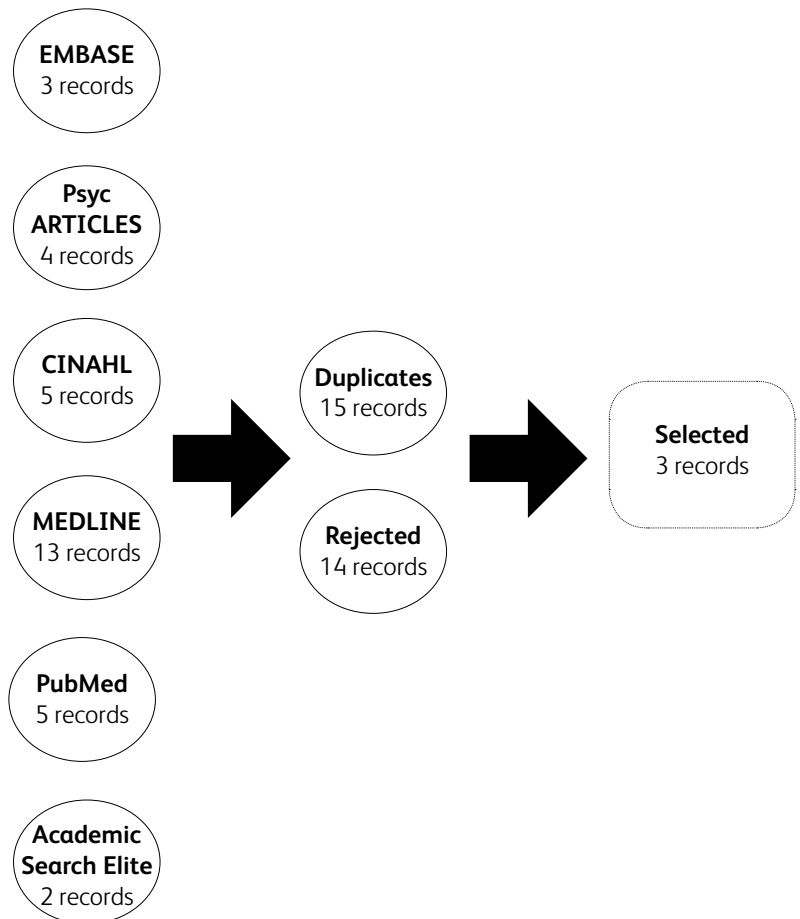 EMBASE
3 records
Psyc
ARTICLES
4 records
CINAHL
5 records
MEDLINE
13 records
PubMed
5 records
Academic
Search Elite
2 records
Duplicates
15 records
Rejected
14 records
Selected
3 records